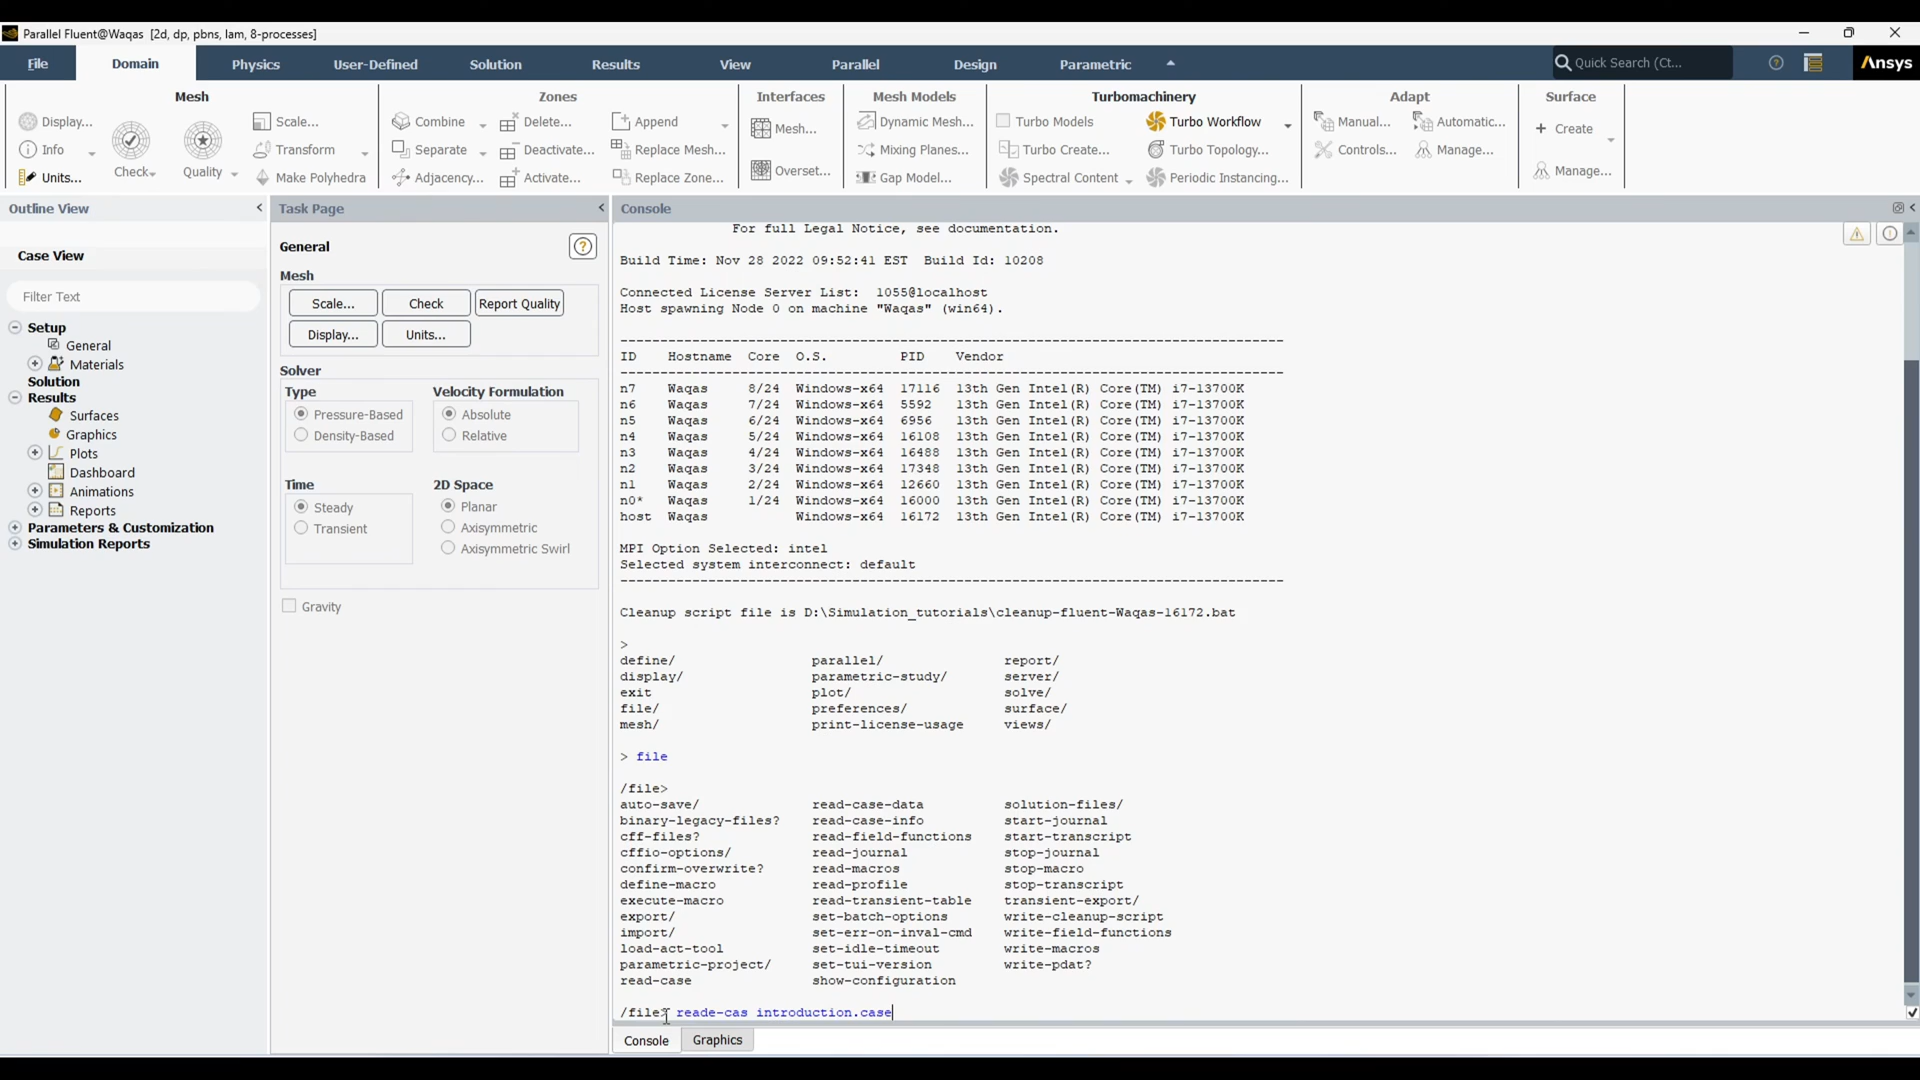 Parallel Fluent@Waqas [2d, dp, pbns, lam, 8-processes]
File Domain Physics User-Defined Solution Results View Parallel Design Parametric Quick Search (Ct... Ansys
Mesh Zones Interfaces Mesh Models Turbomachinery Adapt Surface
Display... Scale... Combine Delete... Append Mesh... Dynamic Mesh... Turbo Models Turbo Workflow Manual... Automatic... Create
Info Transform Separate Deactivate... Replace Mesh... Mixing Planes... Turbo Create... Turbo Topology... Controls... Manage...
Units... Check Quality Make Polyhedra Adjacency... Activate... Replace Zone... Overset... Gap Model... Spectral Content Periodic Instancing... Manage...
Outline View
Case View
Filter Text
Setup
General
Materials
Solution
Results
Surfaces
Graphics
Plots
Dashboard
Animations
Reports
Parameters & Customization
Simulation Reports
Task Page
General
Mesh
Scale... Check Report Quality
Display... Units...
Solver
Type Velocity Formulation
Pressure-Based Absolute
Density-Based Relative
Time 2D Space
Steady Planar
Transient Axisymmetric
Axisymmetric Swirl
Gravity
Console
For full Legal Notice, see documentation.
Build Time: Nov 28 2022 09:52:41 EST Build Id: 10208
Connected License Server List: 1055@localhost
Host spawning Node 0 on machine "Waqas" (win64).
--------------------------------------------------------------------------------
ID Hostname Core O.S. PID Vendor
--------------------------------------------------------------------------------
n7 Waqas 8/24 Windows-x64 17116 13th Gen Intel(R) Core(TM) i7-13700K
n6 Waqas 7/24 Windows-x64 5592 13th Gen Intel(R) Core(TM) i7-13700K
n5 Waqas 6/24 Windows-x64 6956 13th Gen Intel(R) Core(TM) i7-13700K
n4 Waqas 5/24 Windows-x64 16108 13th Gen Intel(R) Core(TM) i7-13700K
n3 Waqas 4/24 Windows-x64 16488 13th Gen Intel(R) Core(TM) i7-13700K
n2 Waqas 3/24 Windows-x64 17348 13th Gen Intel(R) Core(TM) i7-13700K
n1 Waqas 2/24 Windows-x64 12660 13th Gen Intel(R) Core(TM) i7-13700K
n0* Waqas 1/24 Windows-x64 16000 13th Gen Intel(R) Core(TM) i7-13700K
host Waqas Windows-x64 16172 13th Gen Intel(R) Core(TM) i7-13700K
MPI Option Selected: intel
Selected system interconnect: default
--------------------------------------------------------------------------------
Cleanup script file is D:\Simulation_tutorials\cleanup-fluent-Waqas-16172.bat
>
define/ parallel/ report/
display/ parametric-study/ server/
exit plot/ solve/
file/ preferences/ surface/
mesh/ print-license-usage views/
> file
/file>
auto-save/ read-case-data solution-files/
binary-legacy-files? read-case-info start-journal
cff-files? read-field-functions start-transcript
cffio-options/ read-journal stop-journal
confirm-overwrite? read-macros stop-macro
define-macro read-profile stop-transcript
execute-macro read-transient-table transient-export/
export/ set-batch-options write-cleanup-script
import/ set-err-on-inval-cmd write-field-functions
load-act-tool set-idle-timeout write-macros
parametric-project/ set-tui-version write-pdat?
read-case show-configuration
/file> reade-cas introduction.case
Console Graphics